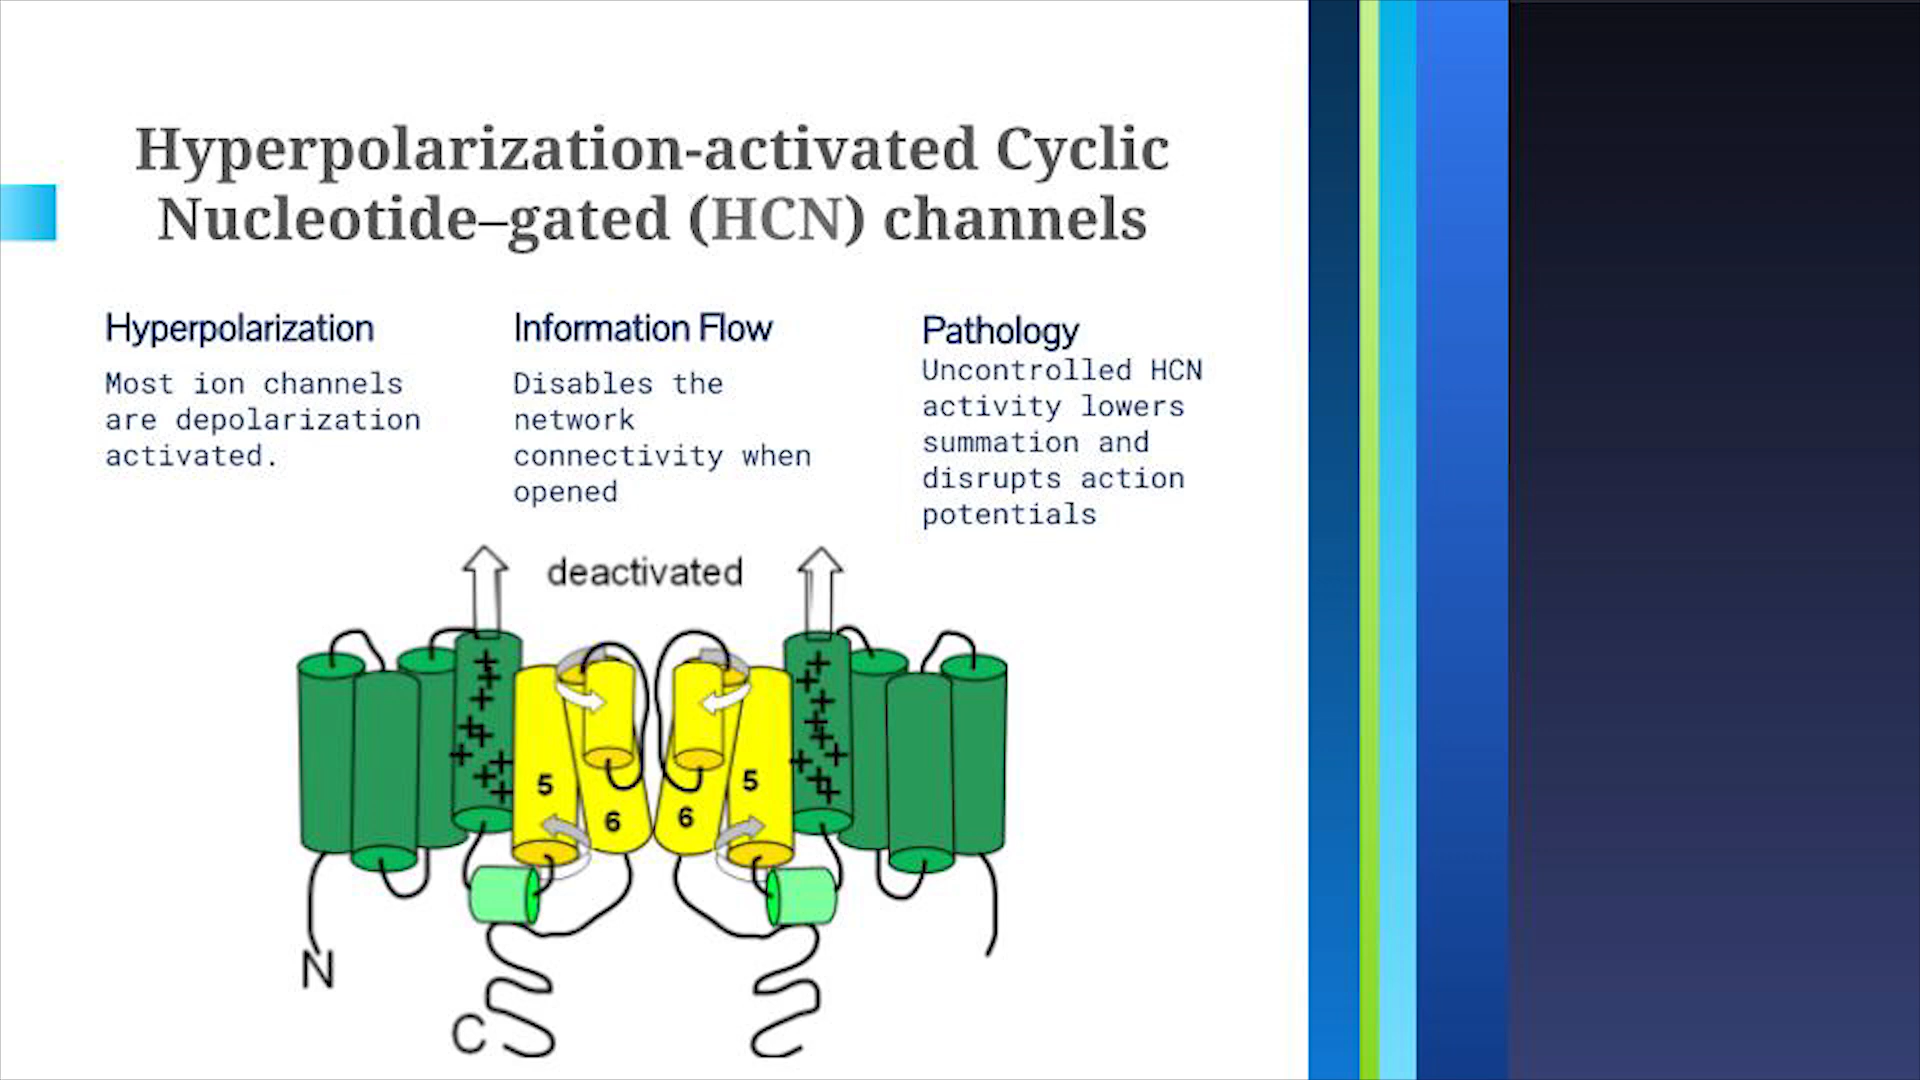 Hyperpolarization-activated Cyclic
Nucleotide–gated (HCN) channels
Hyperpolarization
Most ion channels
are depolarization
activated.
Information Flow
Disables the
network
connectivity when
opened
Pathology
Uncontrolled HCN
activity lowers
summation and
disrupts action
potentials
deactivated
5
6
6
5
N
C